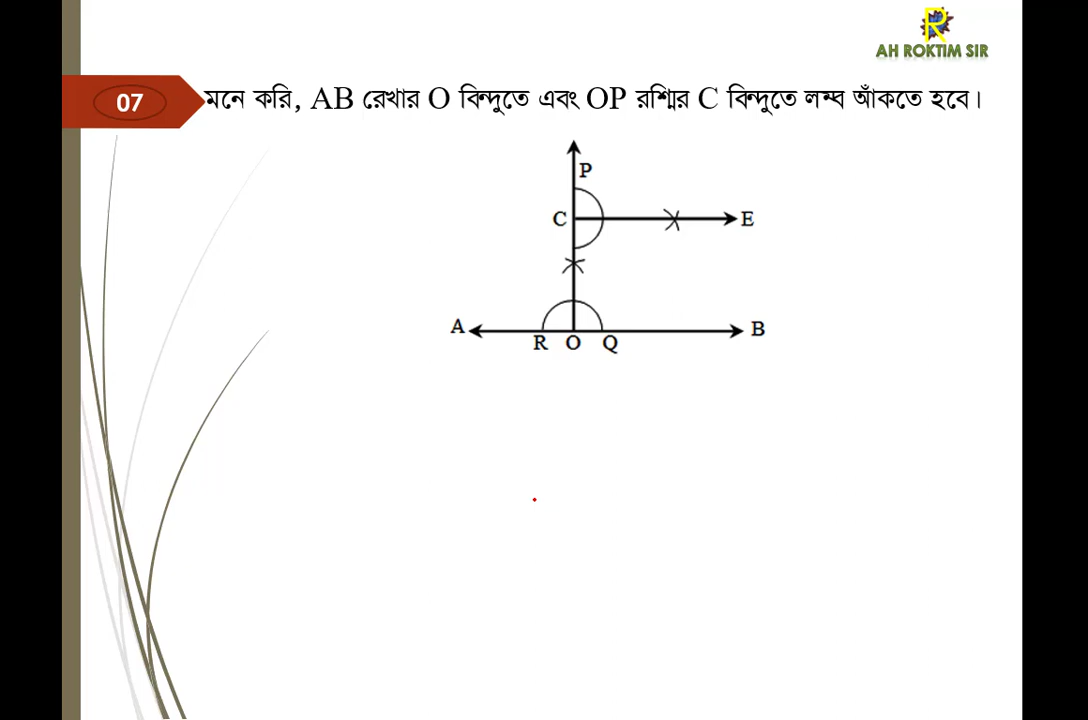 R
AH ROKTIM SIR
07
মনে করি, AB রেখার O বিন্দুতে এবং OP রশ্মির C বিন্দুতে লম্ব আঁকতে হবে।
P
C
E
A
B
R O Q